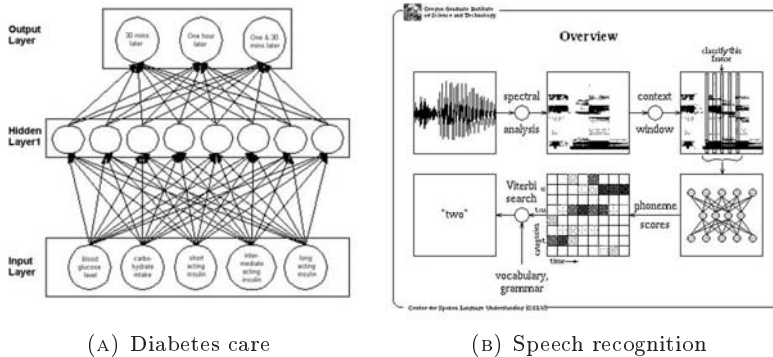 Output
Layer
30 mins
later
One hour
later
One & 30
mins later
Hidden
Layer1
Input
Layer
blood
glucose
level
carbo-
hydrate
intake
short
acting
insulin
inter-
mediate
acting
insulin
long
acting
insulin
(A) Diabetes care
Oregon Graduate Institute
of Science and Technology
Overview
classify this
frame
spectral
analysis
context
window
Viterbi
search
"two"
phoneme
scores
categories
time
vocabulary,
grammar
Center for Spoken Language Understanding (CSLU)
(B) Speech recognition